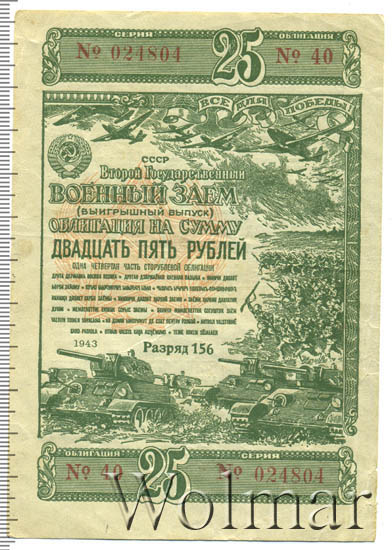 СЕРИЯ 25 ОБЛИГАЦИЯ
№ 024804 № 40
ВСЕ ДЛЯ ПОБЕДЫ!
СССР
Второй Государственный
ВОЕННЫЙ ЗАЕМ
(ВЫИГРЫШНЫЙ ВЫПУСК)
ОБЛИГАЦИЯ НА СУММУ
ДВАДЦАТЬ ПЯТЬ РУБЛЕЙ
ОДНА ЧЕТВЕРТАЯ ЧАСТЬ СТОРУБЛЕВОЙ ОБЛИГАЦИИ
1943
Разряд 156
ОБЛИГАЦИЯ 25 СЕРИЯ
№ 40 № 024804
Wolmar